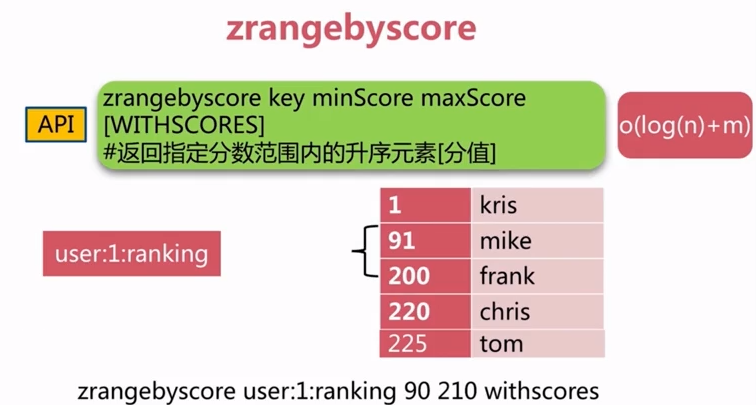 zrangebyscore
API
zrangebyscore key minScore maxScore
[WITHSCORES]
#返回指定分数范围内的升序元素[分值]
o(log(n)+m)
user:1:ranking
1 kris
91 mike
200 frank
220 chris
225 tom
zrangebyscore user:1:ranking 90 210 withscores